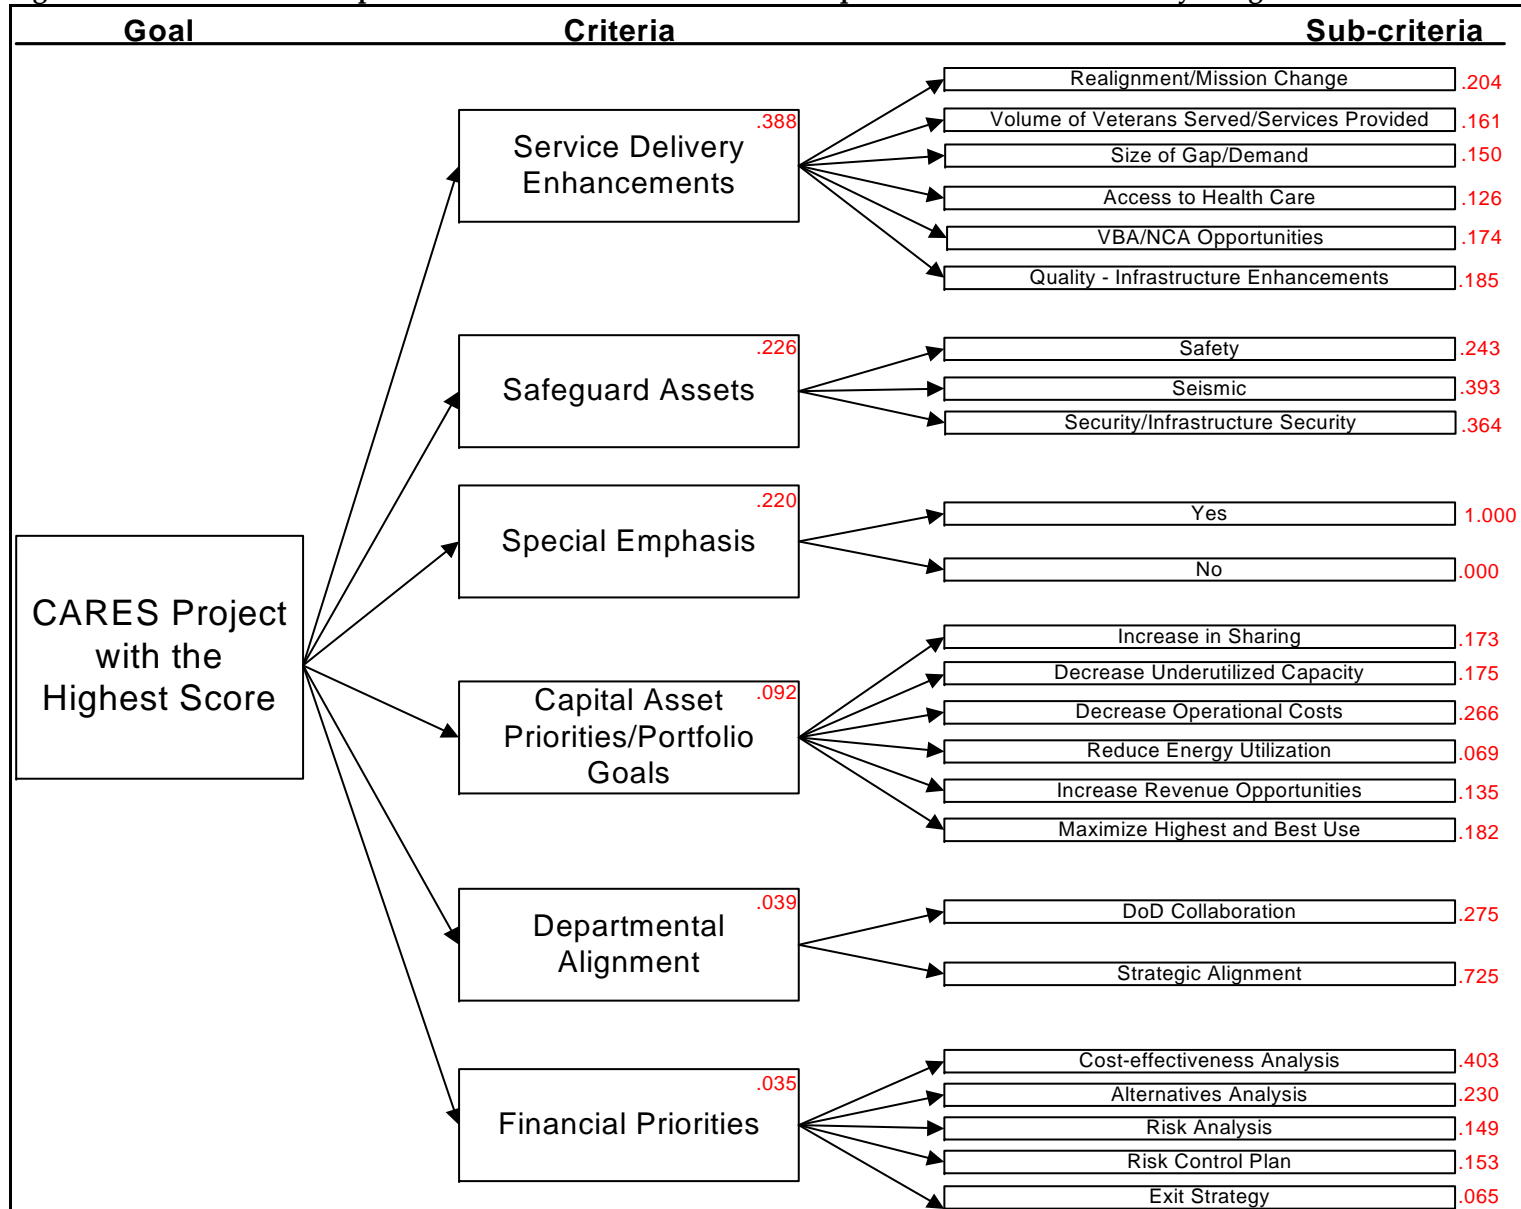 Goal Criteria Sub-criteria
CARES Project
with the
Highest Score
Service Delivery
Enhancements
.388
Realignment/Mission Change .204
Volume of Veterans Served/Services Provided .161
Size of Gap/Demand .150
Access to Health Care .126
VBA/NCA Opportunities .174
Quality - Infrastructure Enhancements .185
Safeguard Assets
.226
Safety .243
Seismic .393
Security/Infrastructure Security .364
Special Emphasis
.220
Yes 1.000
No .000
Capital Asset
Priorities/Portfolio
Goals
.092
Increase in Sharing .173
Decrease Underutilized Capacity .175
Decrease Operational Costs .266
Reduce Energy Utilization .069
Increase Revenue Opportunities .135
Maximize Highest and Best Use .182
Departmental
Alignment
.039
DoD Collaboration .275
Strategic Alignment .725
Financial Priorities
.035
Cost-effectiveness Analysis .403
Alternatives Analysis .230
Risk Analysis .149
Risk Control Plan .153
Exit Strategy .065